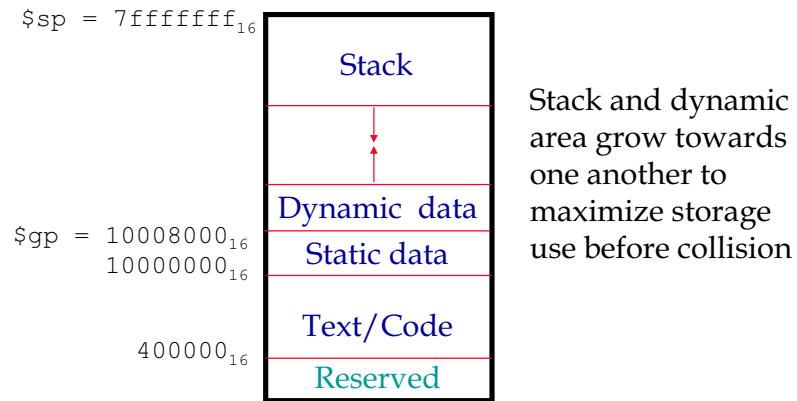 $sp = 7fffffff₁₆
Stack
Stack and dynamic
area grow towards
one another to
maximize storage
use before collision
Dynamic data
$gp = 10008000₁₆
Static data
10000000₁₆
Text/Code
400000₁₆
Reserved